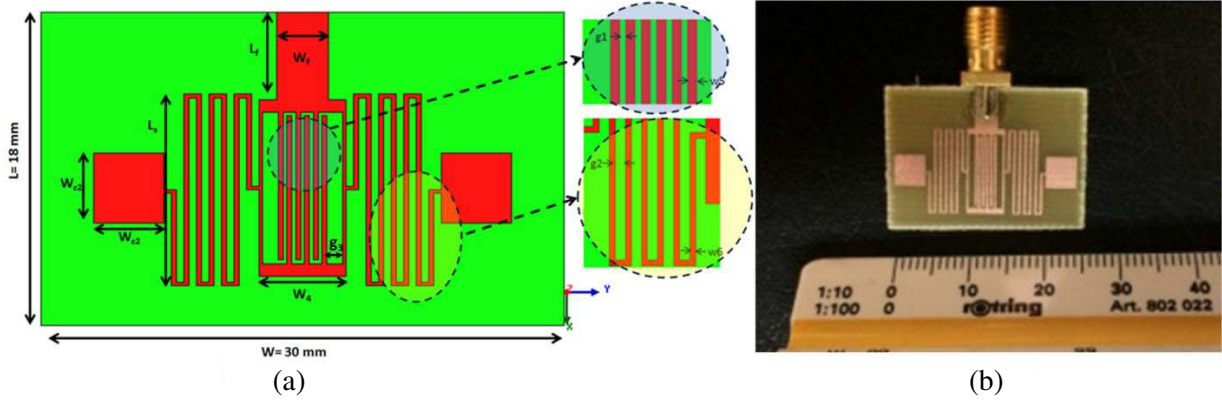 L= 18 mm
Lf
Wf
Ls
Wc2
Wc2
g3
W4
W= 30 mm
Z
Y
X
g1
w5
g2
w6
1:10 0 10 20 30 40
1:100 0 rotring Art. 802 022
(a)
(b)